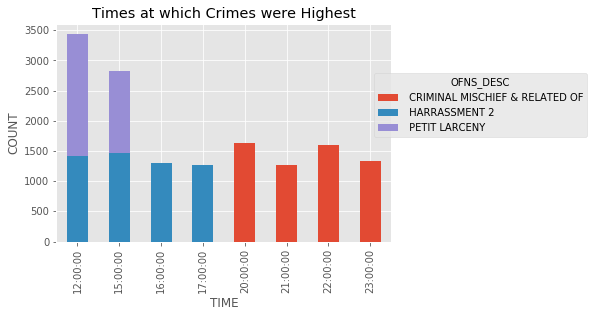 Times at which Crimes were Highest
3500
3000
2500
2000
1500
1000
500
0
COUNT
OFNS_DESC
CRIMINAL MISCHIEF & RELATED OF
HARRASSMENT 2
PETIT LARCENY
12:00:00
15:00:00
16:00:00
17:00:00
20:00:00
21:00:00
22:00:00
23:00:00
TIME